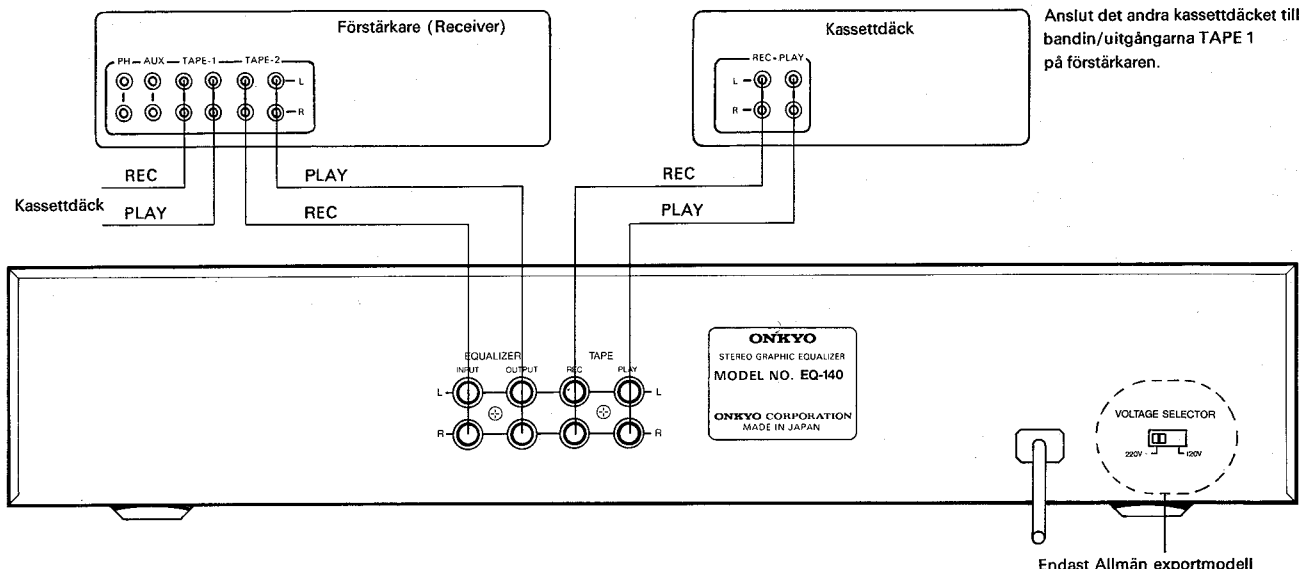 Förstärkare (Receiver)
PH – AUX – TAPE-1 TAPE-2
L
R
Kassettdäck
REC - PLAY
L
R
Anslut det andra kassettdäcket till
bandin/uitgångarna TAPE 1
på förstärkaren.
REC
PLAY
Kassettdäck
PLAY
REC
REC
PLAY
EQUALIZER TAPE
INPUT OUTPUT REC PLAY
L L
R R
ONKYO
STEREO GRAPHIC EQUALIZER
MODEL NO. EQ-140
ONKYO CORPORATION
MADE IN JAPAN
VOLTAGE SELECTOR
220V 120V
Endast Allmän exportmodell